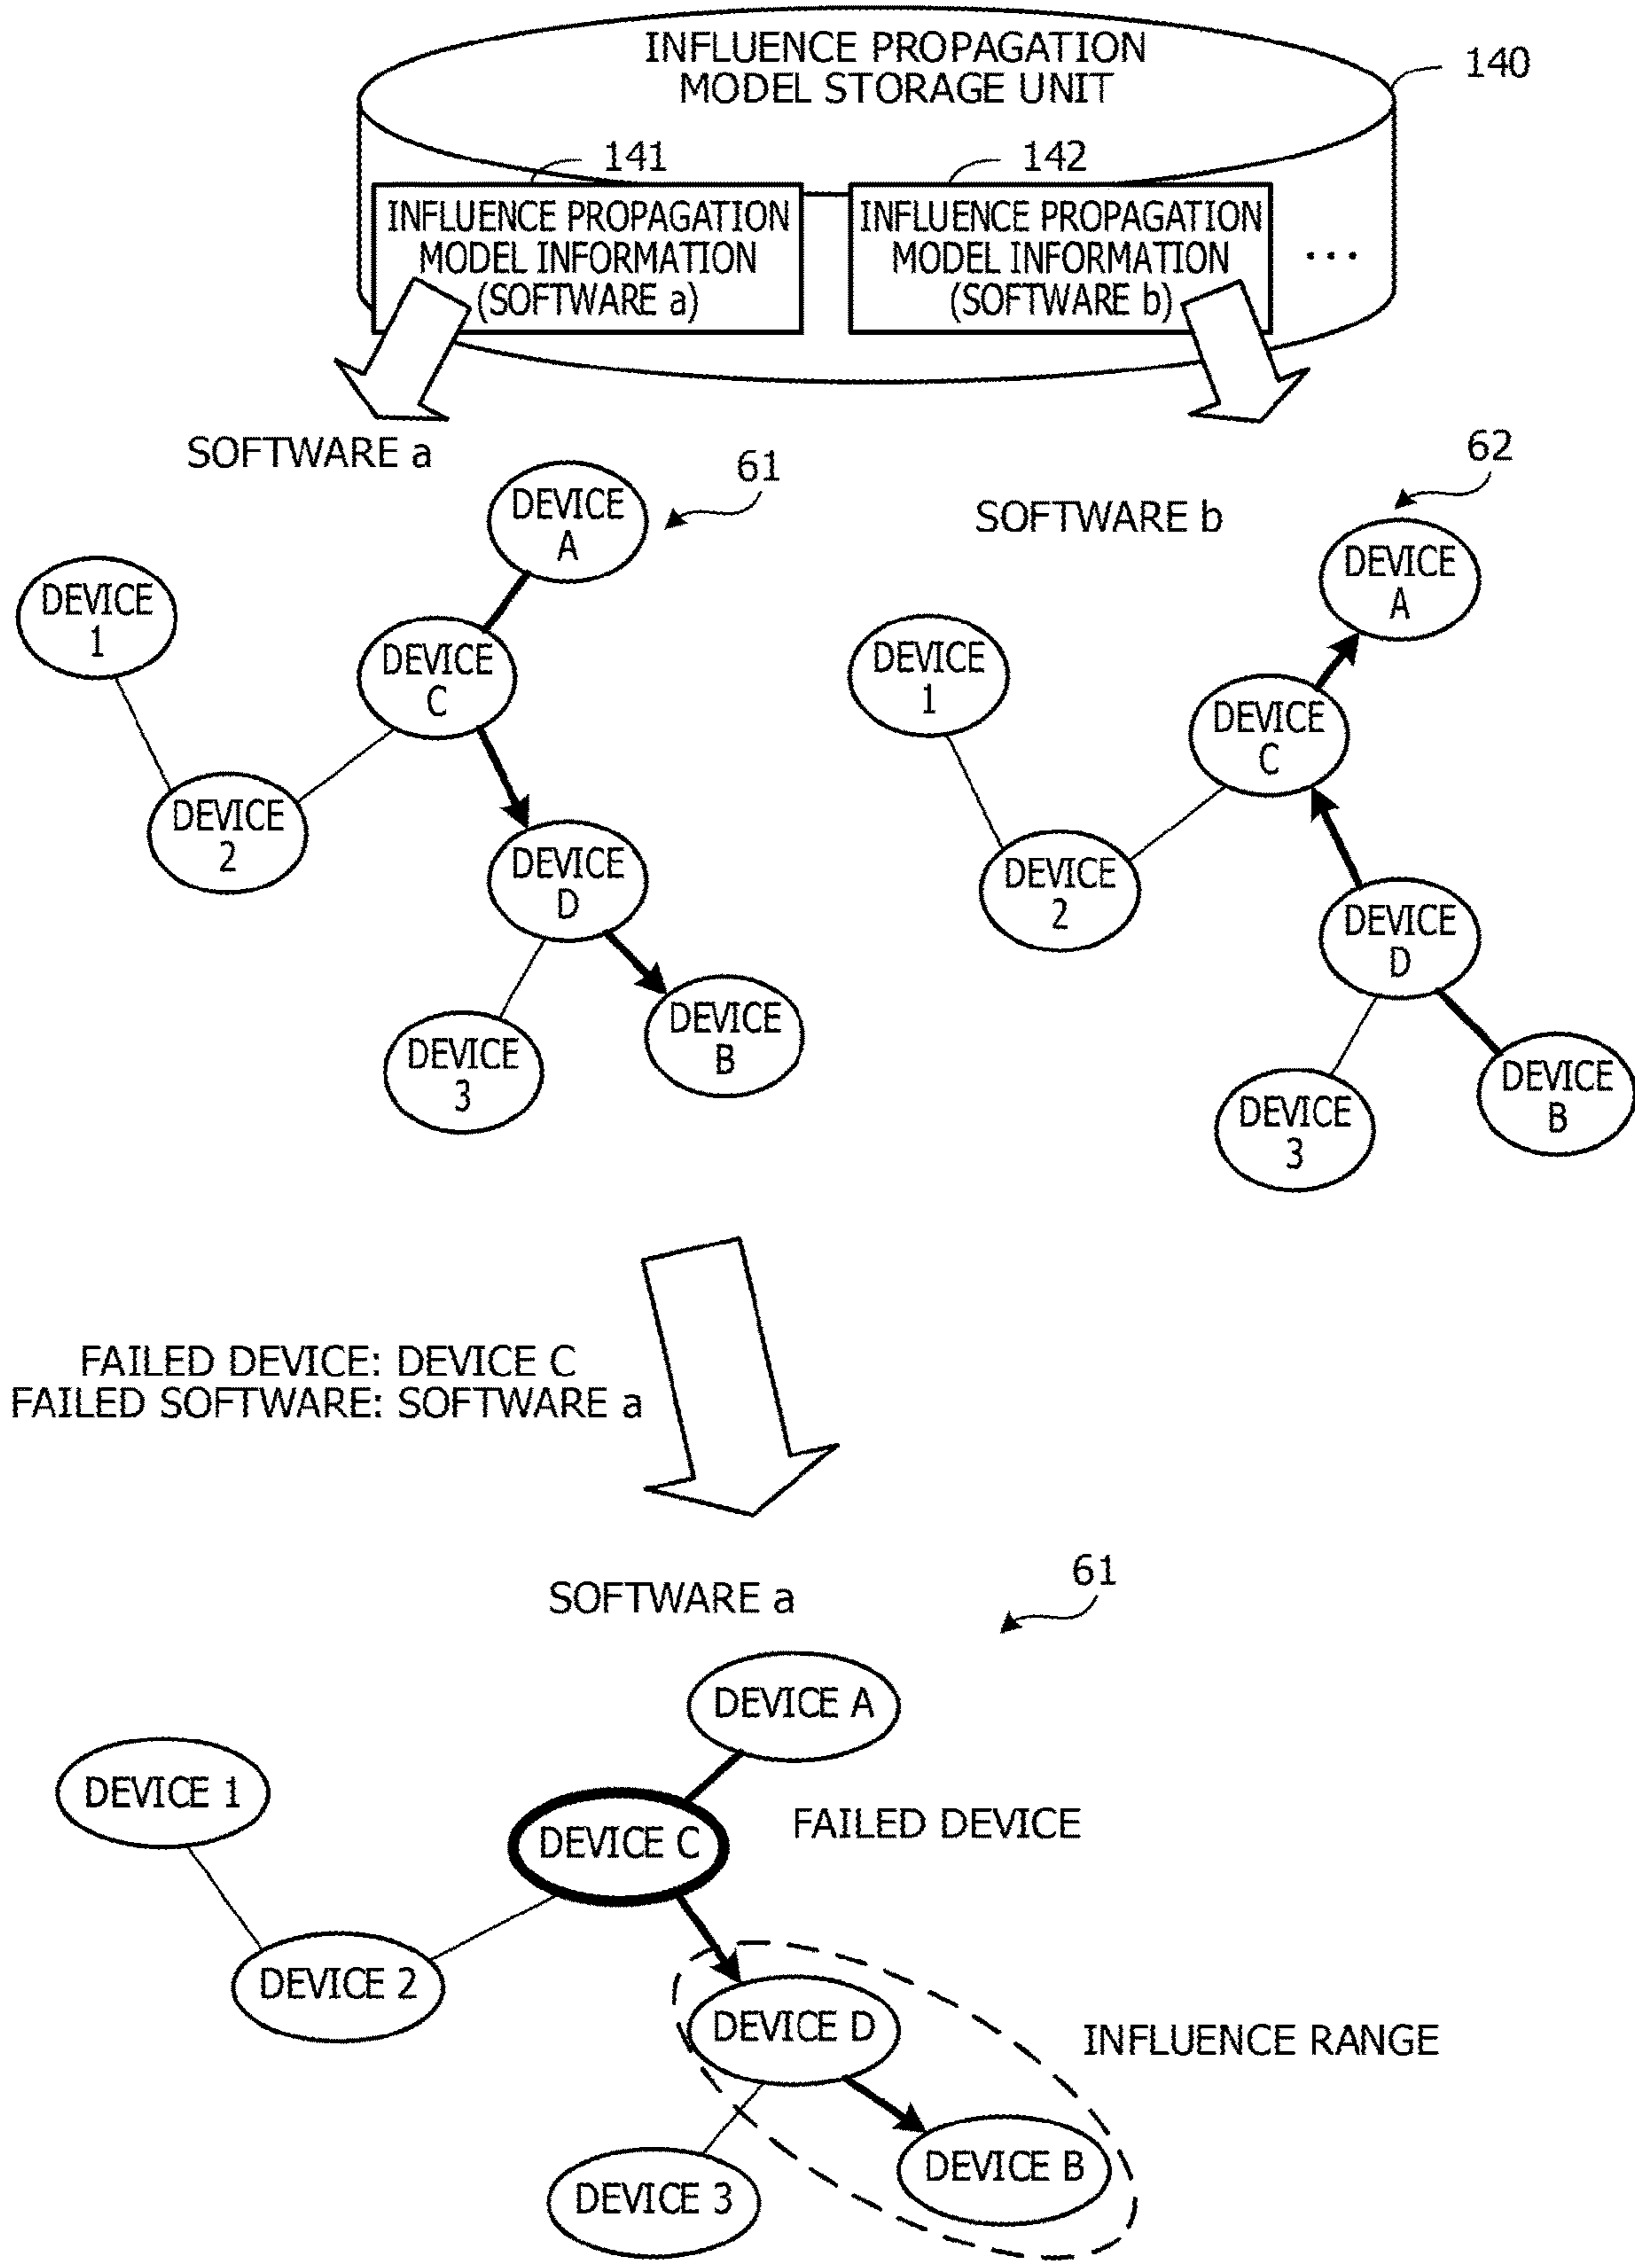 INFLUENCE PROPAGATION
MODEL STORAGE UNIT
140
141
142
INFLUENCE PROPAGATION
MODEL INFORMATION
(SOFTWARE a)
INFLUENCE PROPAGATION
MODEL INFORMATION
(SOFTWARE b)
...
SOFTWARE a
61
DEVICE
A
DEVICE
1
DEVICE
C
DEVICE
2
DEVICE
D
DEVICE
B
DEVICE
3
SOFTWARE b
62
DEVICE
A
DEVICE
1
DEVICE
C
DEVICE
2
DEVICE
D
DEVICE
B
DEVICE
3
FAILED DEVICE: DEVICE C
FAILED SOFTWARE: SOFTWARE a
SOFTWARE a
61
DEVICE A
DEVICE 1
DEVICE C
FAILED DEVICE
DEVICE 2
DEVICE D
INFLUENCE RANGE
DEVICE B
DEVICE 3